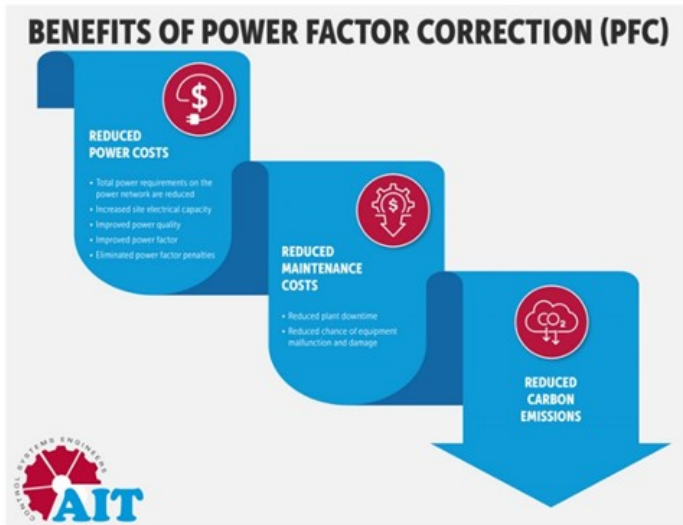 BENEFITS OF POWER FACTOR CORRECTION (PFC)
$
REDUCED
POWER COSTS
• Total power requirements on the
power network are reduced
• Increased site electrical capacity
• Improved power quality
• Improved power factor
• Eliminated power factor penalties
$
REDUCED
MAINTENANCE
COSTS
• Reduced plant downtime
• Reduced chance of equipment
malfunction and damage
CO₂
REDUCED
CARBON
EMISSIONS
CONTROL SYSTEMS ENGINEERS
AIT